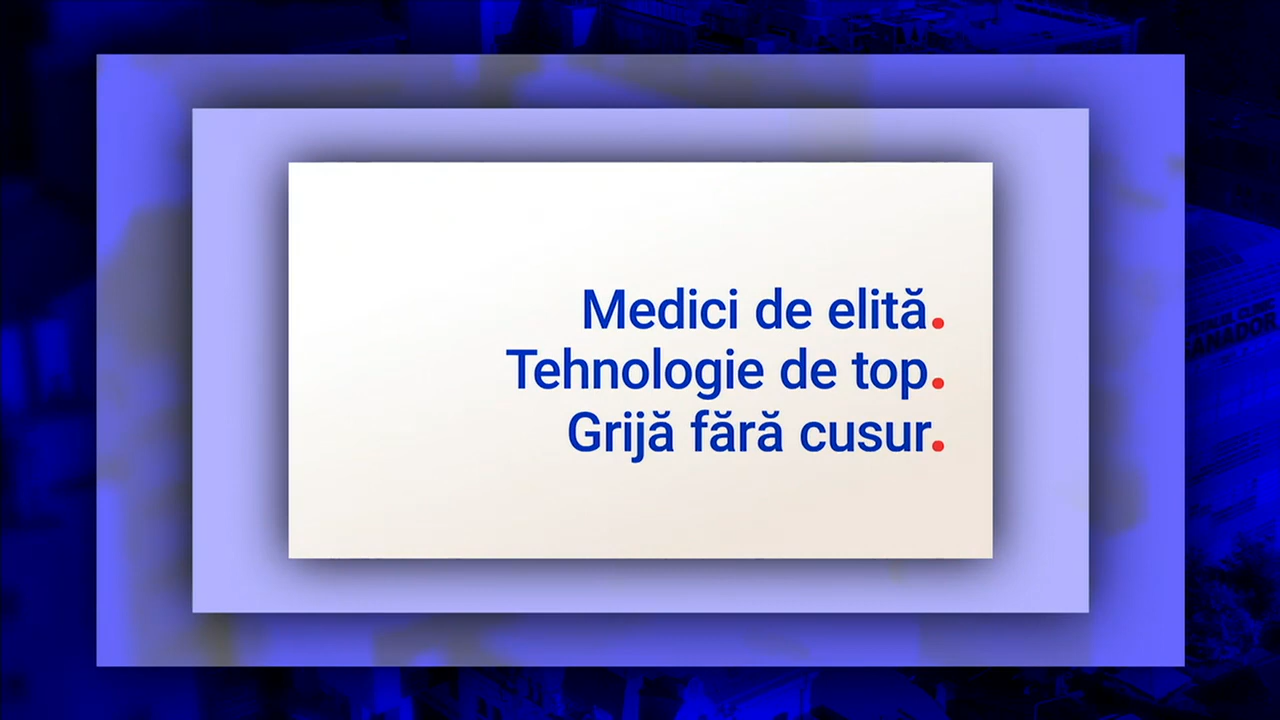 Medici de elită.
Tehnologie de top.
Grijă fără cusur.